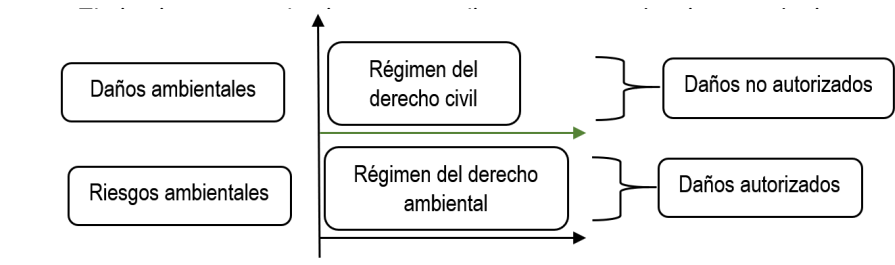 Daños ambientales
Régimen del
derecho civil
Daños no autorizados
Riesgos ambientales
Régimen del derecho
ambiental
Daños autorizados